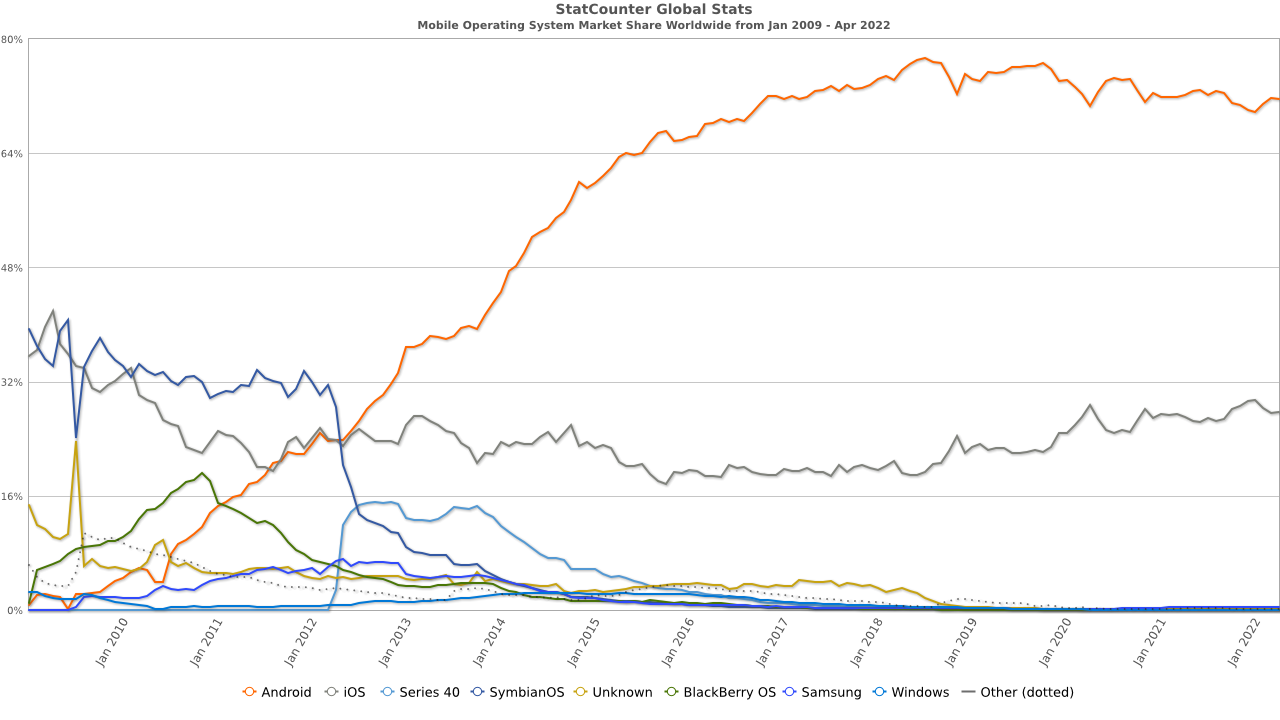 StatCounter Global Stats
Mobile Operating System Market Share Worldwide from Jan 2009 - Apr 2022
80%
64%
48%
32%
16%
0%
Jan 2010
Jan 2011
Jan 2012
Jan 2013
Jan 2014
Jan 2015
Jan 2016
Jan 2017
Jan 2018
Jan 2019
Jan 2020
Jan 2021
Jan 2022
Android iOS Series 40 SymbianOS Unknown BlackBerry OS Samsung Windows Other (dotted)